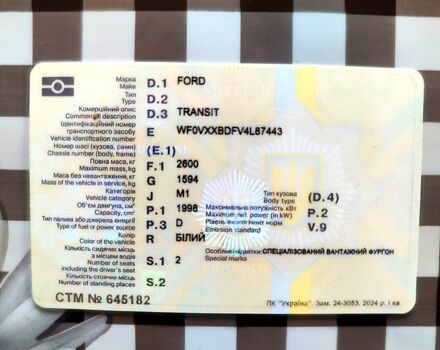 Марка D.1 FORD
Make
Тип D.2
Type
Комерційний опис D.3 TRANSIT
Commercial description
Ідентифікаційний номер
транспортного засобу E WF0VXXBDFV4L87443
Vehicle identification number
Номер шасі (кузова, рами) (E.1)
Chassis number (body, frame)
Повна маса, кг F.1 2600
Maximum mass, kg
Маса без навантаження, кг G 1594
Mass of the vehicle in service, kg
Категорія J M1 Тип кузова (D.4)
Vehicle category Body type
Об'єм двигуна, см³ P.1 1998 Максимальна потужність кВт P.2
Capacity, cm³ Maximum net power (in kW)
Тип палива або джерела енергії P.3 D Рівень екологічних норм V.9
Type of fuel or power source Emission standard
Колір R БІЛИЙ
Color of the vehicle
Кількість сидячих місць Особливі відмітки СПЕЦІАЛІЗОВАНИЙ ВАНТАЖНИЙ ФУРГОН
з місцем водія S.1 2 Special marks
Number of seats
including the driver's seat
Кількість стоячих місць S.2
Number of standing places
СТМ № 645182 ПК "Україна". Зам. 24-3053. 2024 р. I кв.